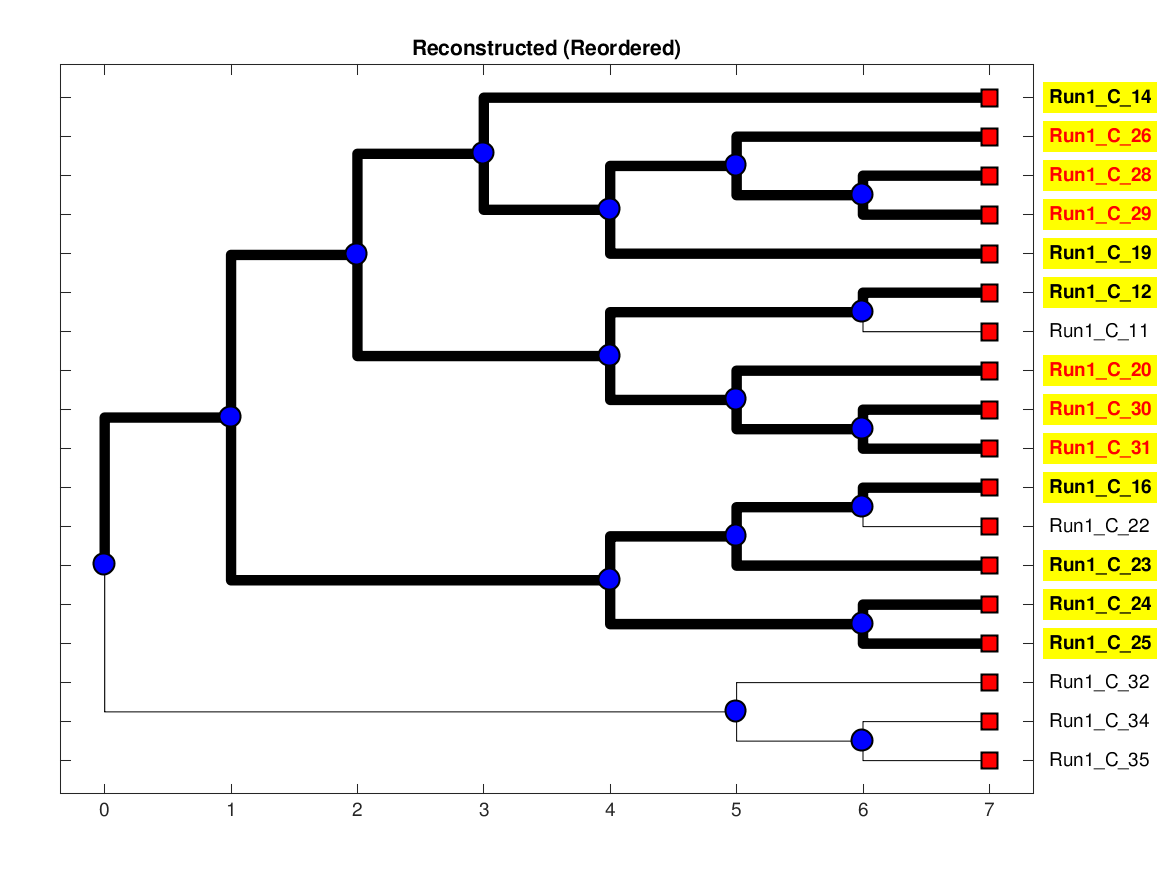 Reconstructed (Reordered)
Run1_C_14
Run1_C_26
Run1_C_28
Run1_C_29
Run1_C_19
Run1_C_12
Run1_C_11
Run1_C_20
Run1_C_30
Run1_C_31
Run1_C_16
Run1_C_22
Run1_C_23
Run1_C_24
Run1_C_25
Run1_C_32
Run1_C_34
Run1_C_35
0 1 2 3 4 5 6 7